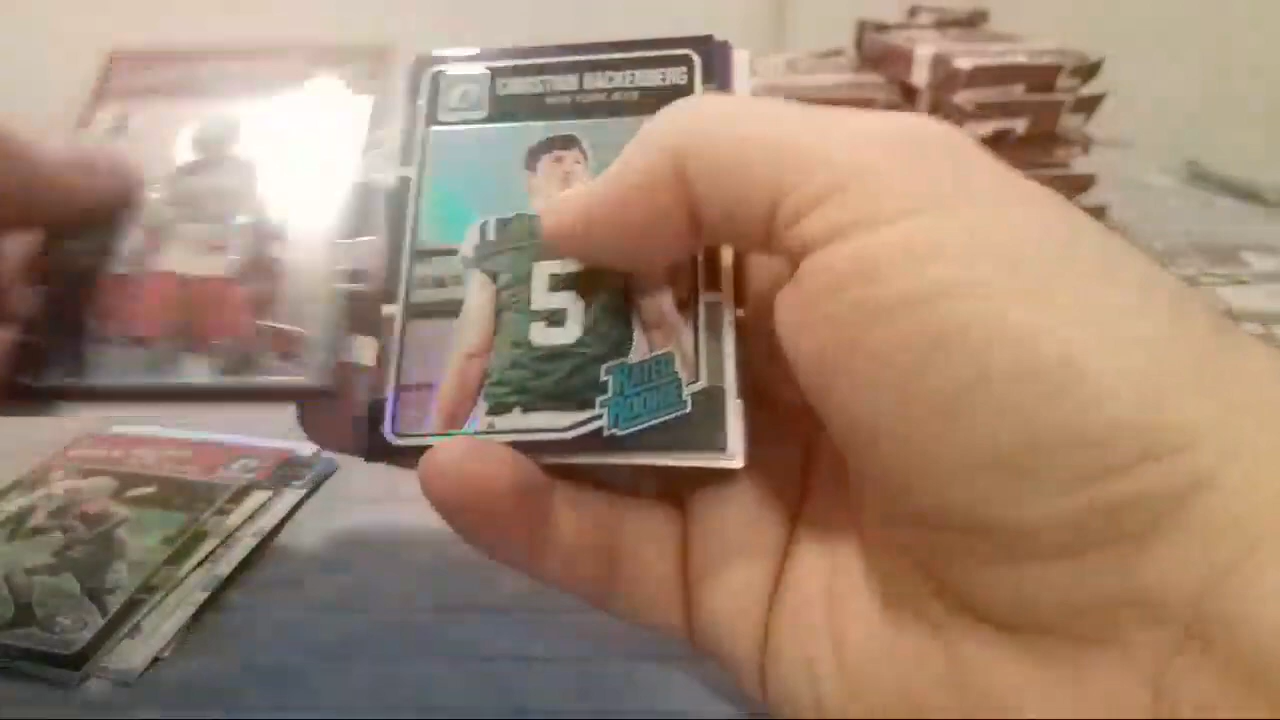 CHRISTIAN HACKENBERG
NEW YORK JETS
5
RATED
ROOKIE